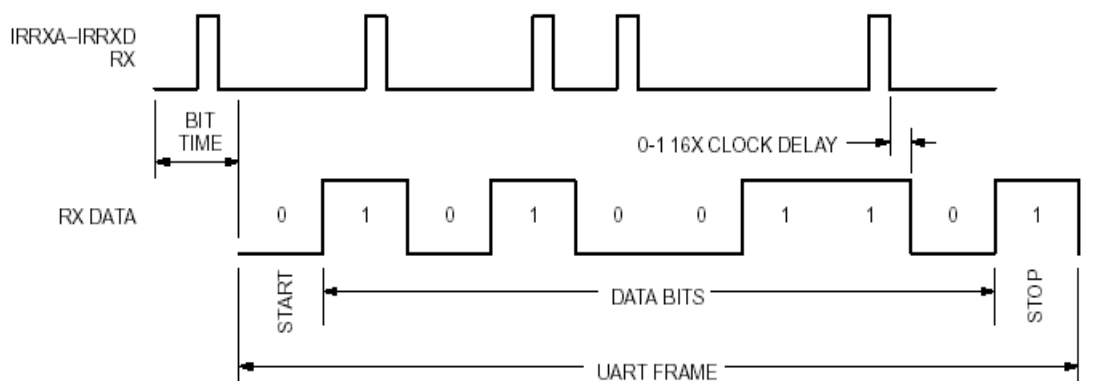 IRRXA–IRRXD
RX
BIT
TIME
0-1 16X CLOCK DELAY
RX DATA
0 1 0 1 0 0 1 1 0 1
START
DATA BITS
STOP
UART FRAME